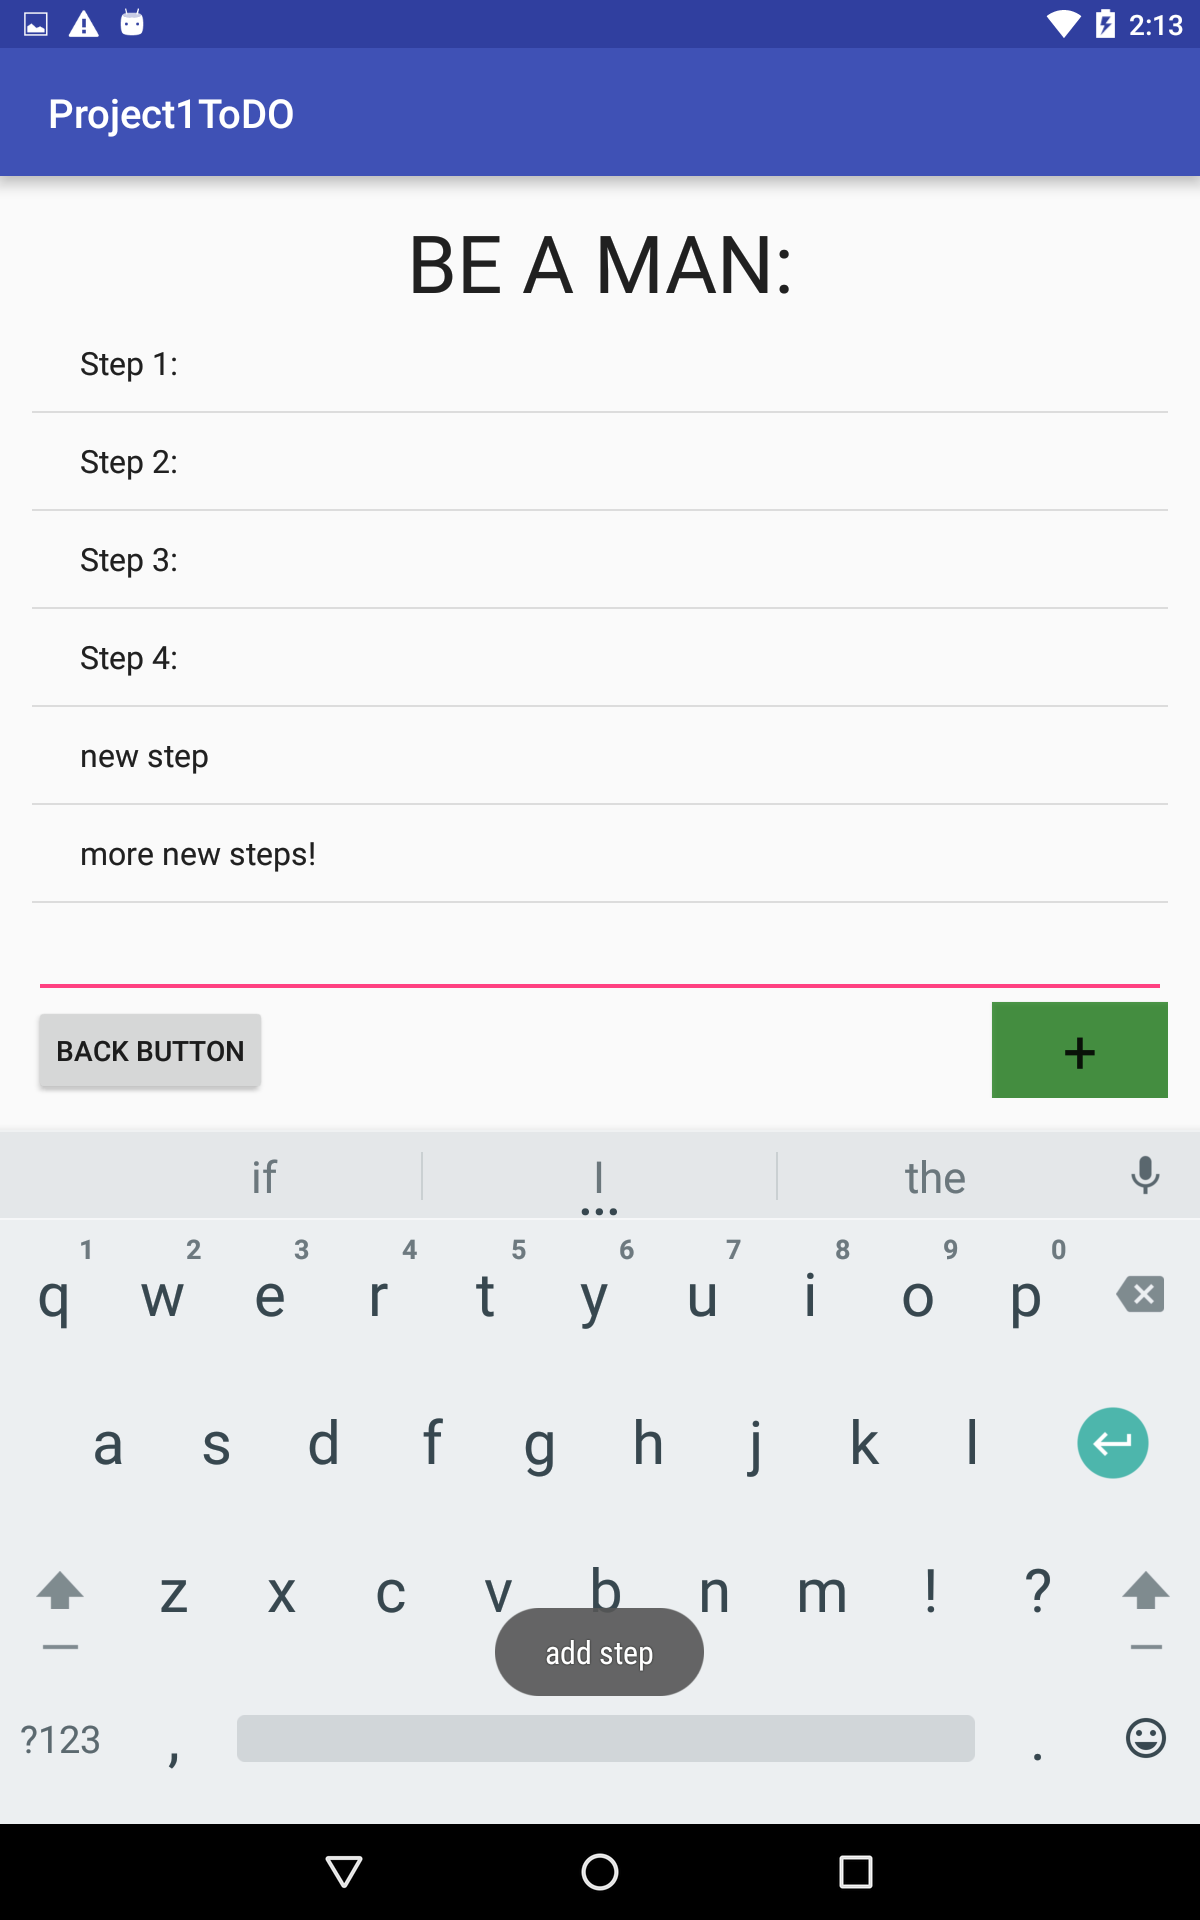 2:13
Project1ToDO
BE A MAN:
Step 1:
Step 2:
Step 3:
Step 4:
new step
more new steps!
BACK BUTTON +
if I the
1 2 3 4 5 6 7 8 9 0
q w e r t y u i o p
a s d f g h j k l
z x c v b n m ! ?
add step
?123 , .